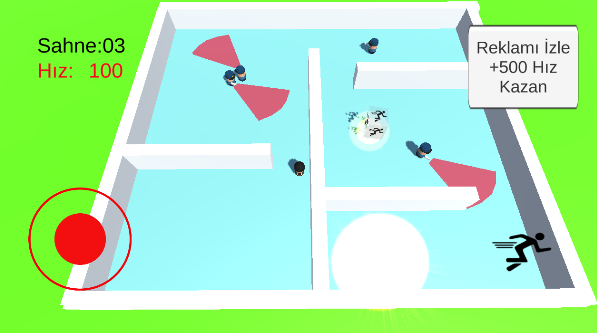 Sahne:03
Hız: 100
Reklamı İzle
+500 Hız
Kazan